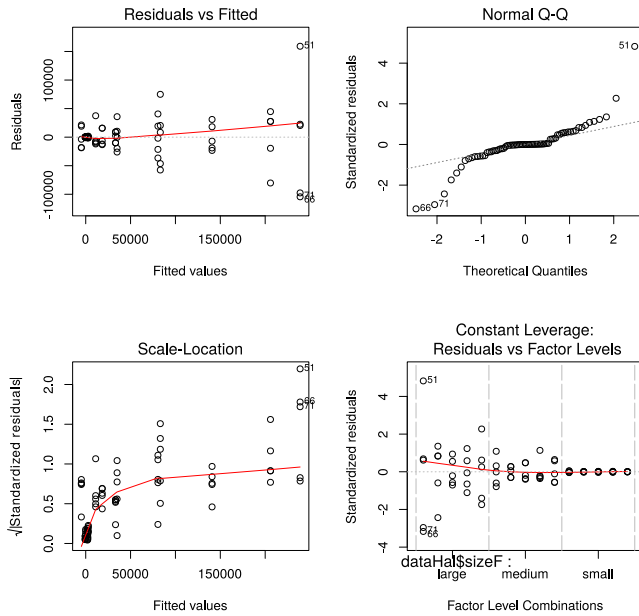 Residuals vs Fitted
Residuals
-100000
0
100000
51
71
66
0
50000
150000
Fitted values
Normal Q-Q
Standardized residuals
-2
0
2
4
51
71
66
-2
-1
0
1
2
Theoretical Quantiles
Scale-Location
√|Standardized residuals|
0.0
0.5
1.0
1.5
2.0
51
66
71
0
50000
150000
Fitted values
Constant Leverage:
Residuals vs Factor Levels
Standardized residuals
-4
-2
0
2
4
51
71
66
dataHal$sizeF :
large
medium
small
Factor Level Combinations